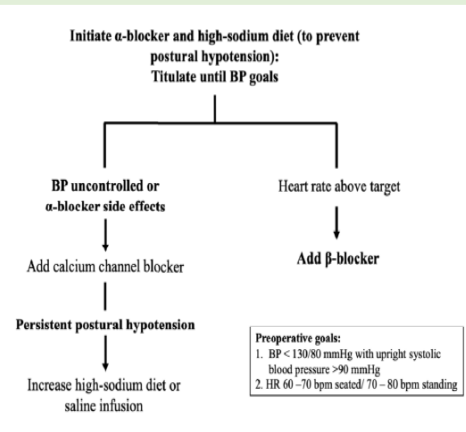 Initiate α-blocker and high-sodium diet (to prevent
postural hypotension):
Titulate until BP goals
BP uncontrolled or
α-blocker side effects
Heart rate above target
Add calcium channel blocker
Add β-blocker
Persistent postural hypotension
Increase high-sodium diet or
saline infusion
Preoperative goals:
1. BP < 130/80 mmHg with upright systolic
blood pressure >90 mmHg
2. HR 60 –70 bpm seated/ 70 – 80 bpm standing